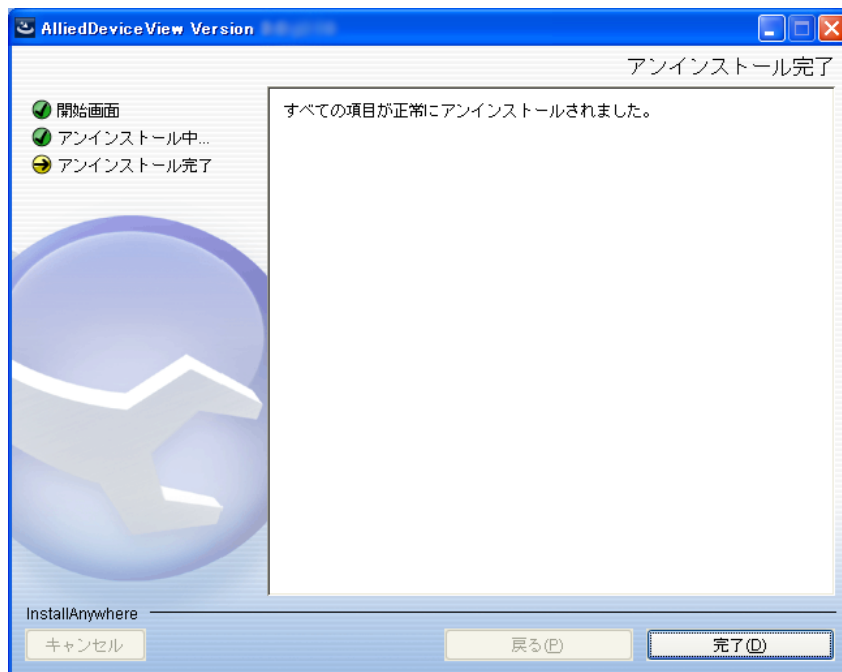 AlliedDeviceView Version
アンインストール完了
開始画面
アンインストール中...
アンインストール完了
すべての項目が正常にアンインストールされました。
InstallAnywhere
キャンセル
戻る(P)
完了(D)